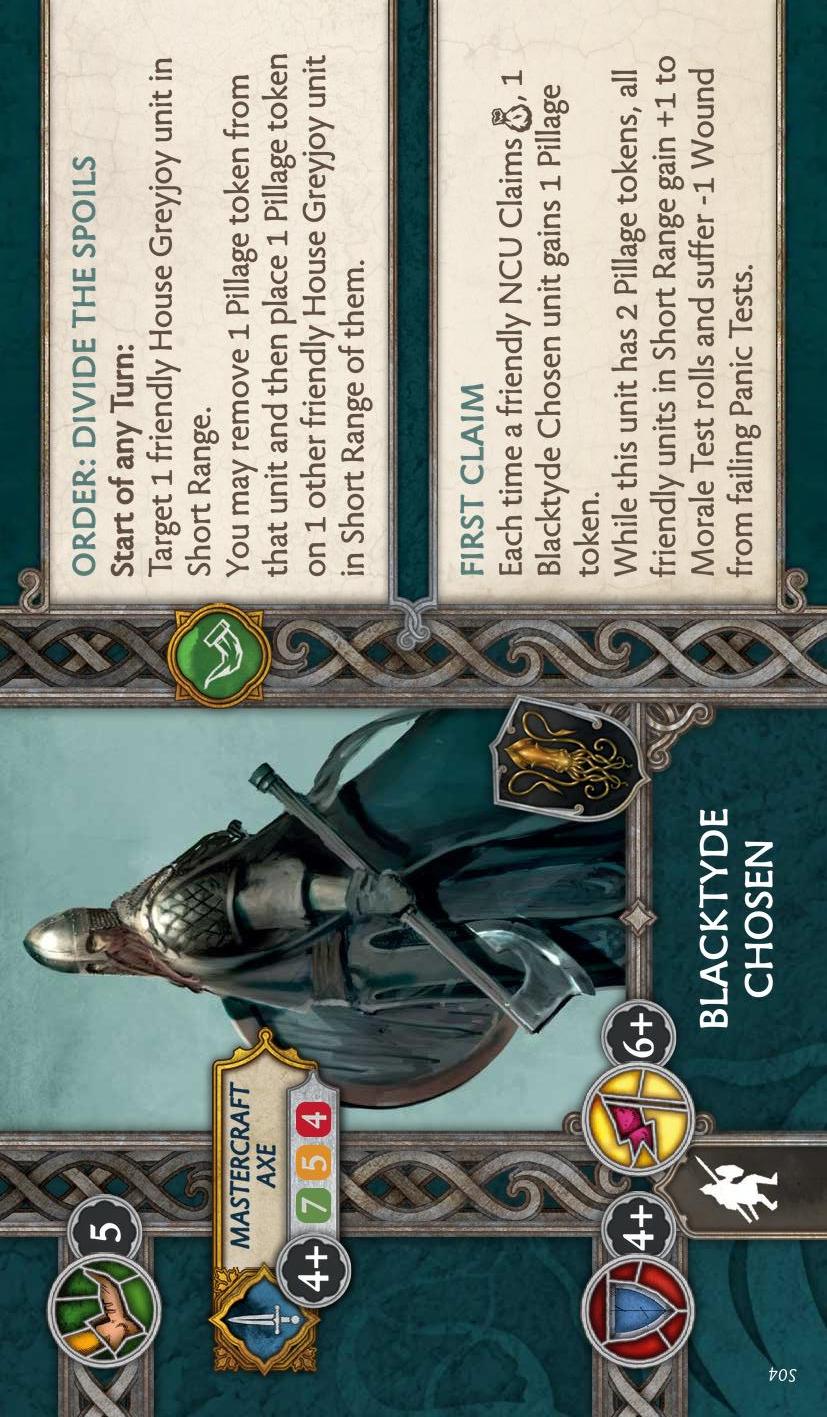 5
MASTERCRAFT
AXE
4+
7 5 4
4+
6+
BLACKTYDE
CHOSEN
ORDER: DIVIDE THE SPOILS
Start of any Turn:
Target 1 friendly House Greyjoy unit in
Short Range.
You may remove 1 Pillage token from
that unit and then place 1 Pillage token
on 1 other friendly House Greyjoy unit
in Short Range of them.
FIRST CLAIM
Each time a friendly NCU Claims , 1
Blacktyde Chosen unit gains 1 Pillage
token.
While this unit has 2 Pillage tokens, all
friendly units in Short Range gain +1 to
Morale Test rolls and suffer -1 Wound
from failing Panic Tests.
S04